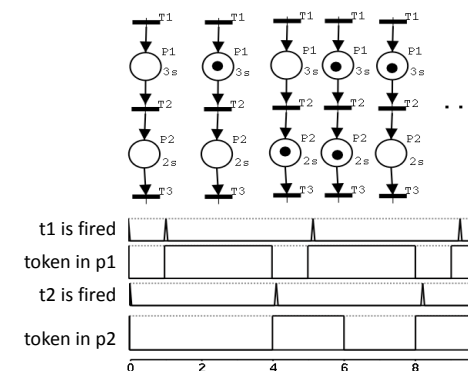 T1 T1 T1 T1 T1
P1 P1 P1 P1 P1
3s 3s 3s 3s 3s
T2 T2 T2 T2 T2
P2 P2 P2 P2 P2
2s 2s 2s 2s 2s
T3 T3 T3 T3 T3
t1 is fired
token in p1
t2 is fired
token in p2
0 2 4 6 8